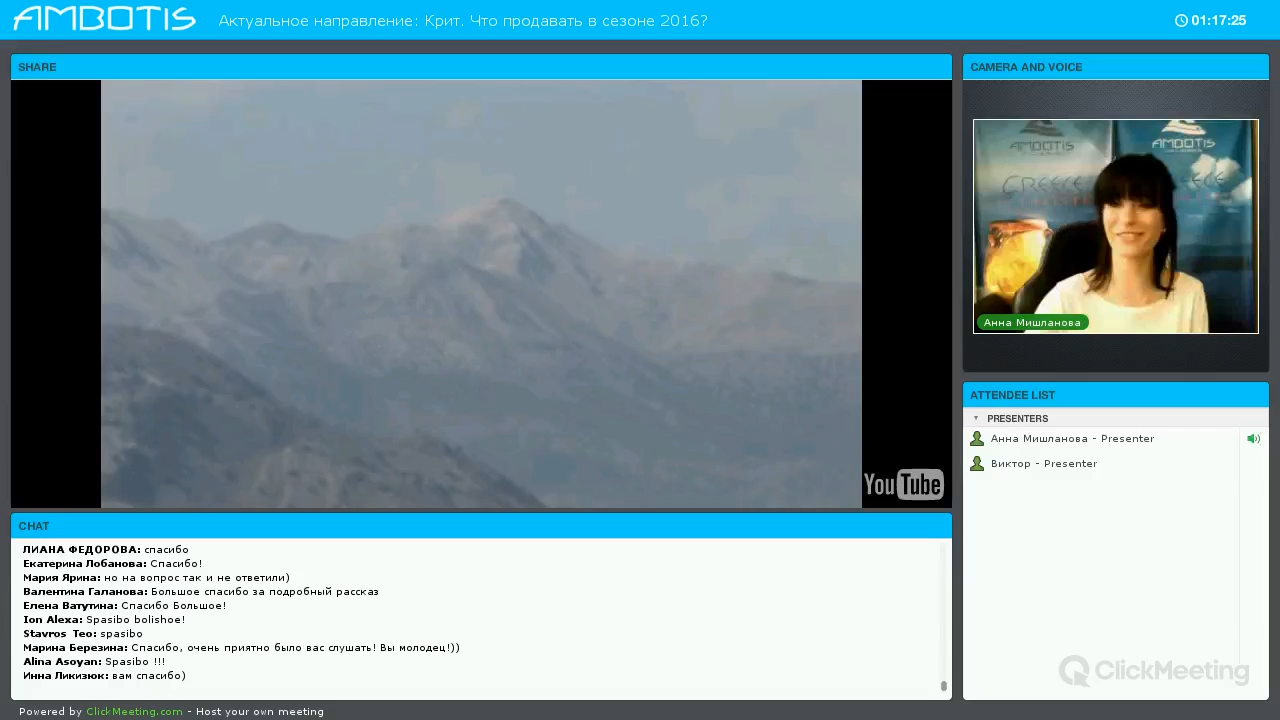 AMBOTIS
Актуальное направление: Крит. Что продавать в сезоне 2016?
01:17:25
SHARE
YouTube
CAMERA AND VOICE
AMBOTIS
AMBOTIS
GREECE
Анна Мишланова
ATTENDEE LIST
PRESENTERS
Анна Мишланова - Presenter
Виктор - Presenter
ClickMeeting
CHAT
ЛИАНА ФЕДОРОВА: спасибо
Екатерина Лобанова: Спасибо!
Мария Ярина: но на вопрос так и не ответили)
Валентина Галанова: Большое спасибо за подробный рассказ
Елена Ватутина: Спасибо Большое!
Ion Alexa: Spasibo bolishoe!
Stavros Teo: spasibo
Марина Березина: Спасибо, очень приятно было вас слушать! Вы молодец!))
Alina Asoyan: Spasibo !!!
Инна Ликизюк: вам спасибо)
Powered by ClickMeeting.com - Host your own meeting